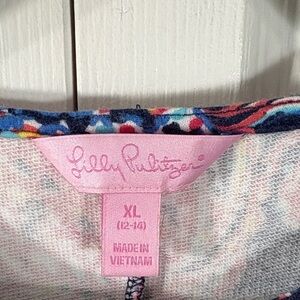 Lilly Pulitzer®
XL
(12-14)
MADE IN
VIETNAM